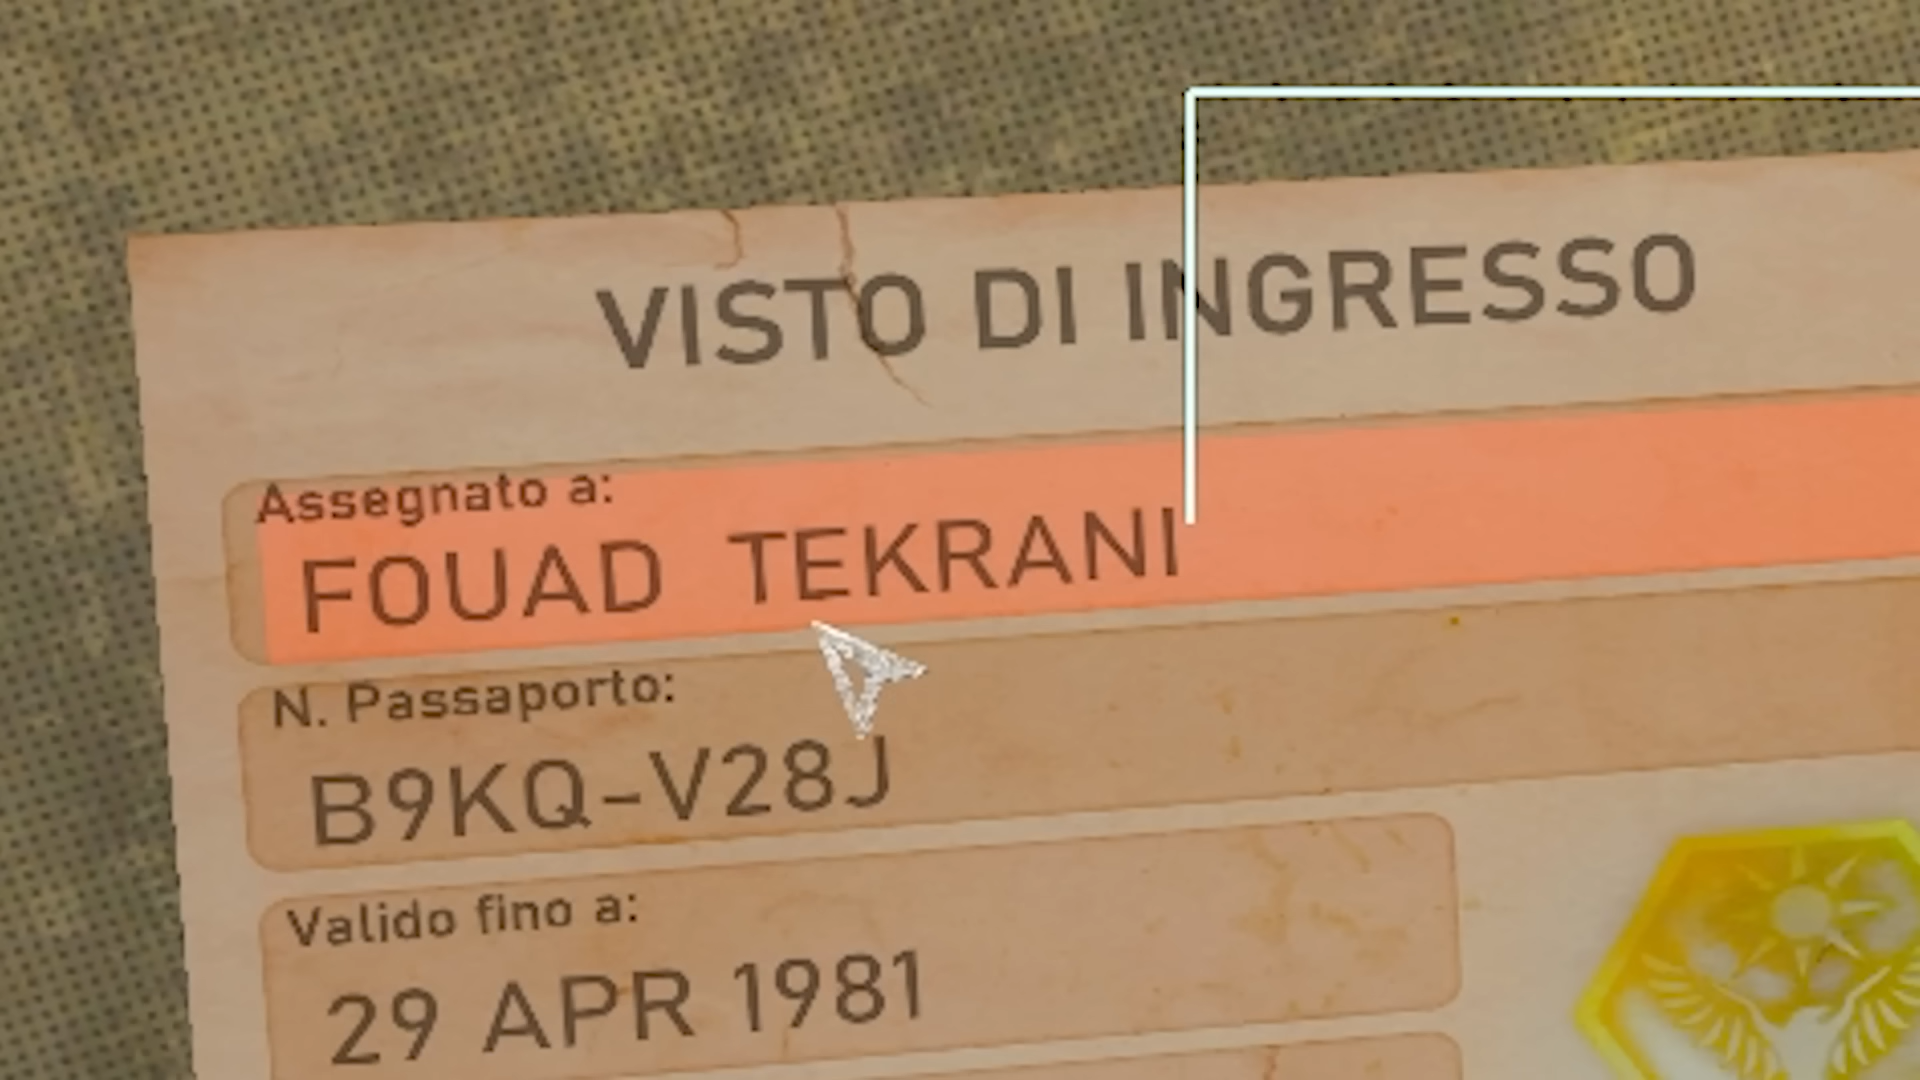 VISTO DI INGRESSO
Assegnato a:
FOUAD TEKRANI
N. Passaporto:
B9KQ-V28J
Valido fino a:
29 APR 1981